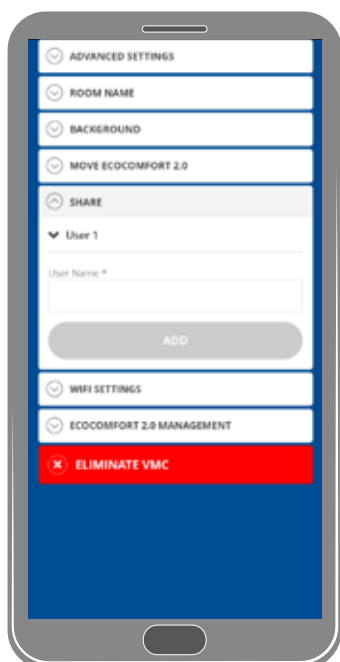 ADVANCED SETTINGS
ROOM NAME
BACKGROUND
MOVE ECOCOMFORT 2.0
SHARE
User 1
User Name *
ADD
WIFI SETTINGS
ECOCOMFORT 2.0 MANAGEMENT
ELIMINATE VMC